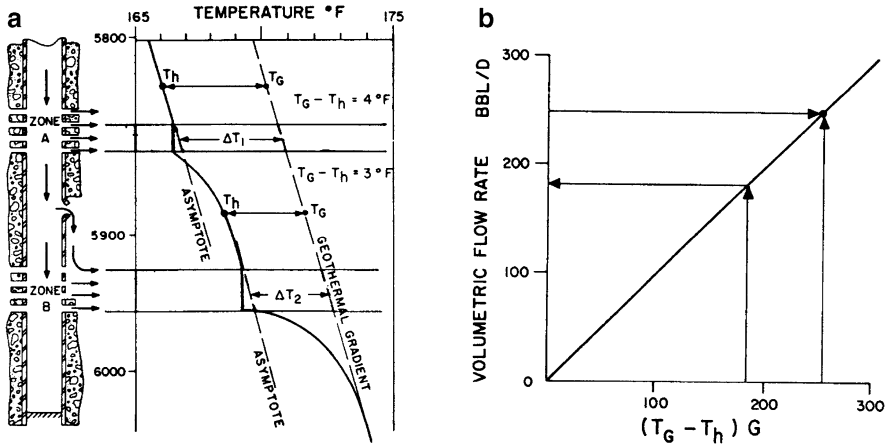 a
TEMPERATURE °F
165
175
5800
5900
6000
ZONE
A
ZONE
B
Th
TG
TG – Th = 4 °F
ΔT1
TG – Th = 3 °F
Th
TG
ASYMPTOTE
ΔT2
GEOTHERMAL GRADIENT
ASYMPTOTE
b
VOLUMETRIC FLOW RATE BBL/D
300
200
100
0
100
200
300
(TG – Th) G